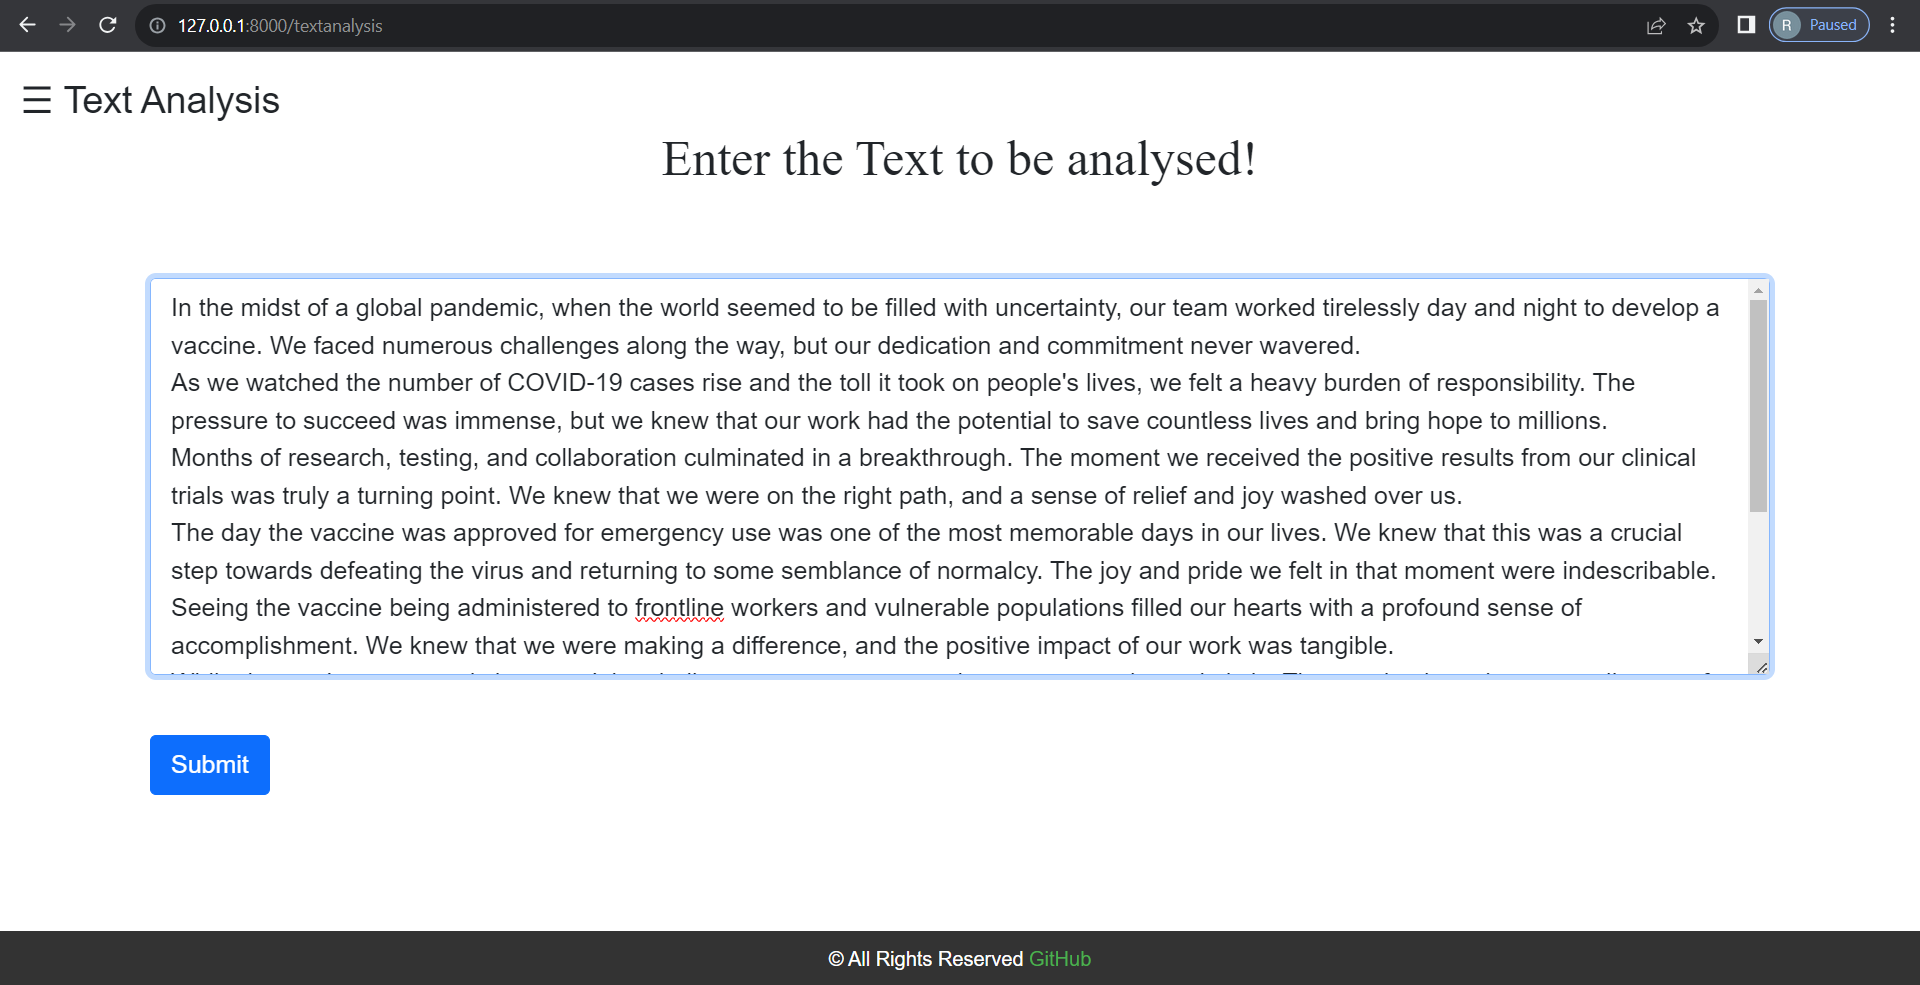 127.0.0.1:8000/textanalysis
R Paused
☰ Text Analysis
Enter the Text to be analysed!
In the midst of a global pandemic, when the world seemed to be filled with uncertainty, our team worked tirelessly day and night to develop a
vaccine. We faced numerous challenges along the way, but our dedication and commitment never wavered.
As we watched the number of COVID-19 cases rise and the toll it took on people's lives, we felt a heavy burden of responsibility. The
pressure to succeed was immense, but we knew that our work had the potential to save countless lives and bring hope to millions.
Months of research, testing, and collaboration culminated in a breakthrough. The moment we received the positive results from our clinical
trials was truly a turning point. We knew that we were on the right path, and a sense of relief and joy washed over us.
The day the vaccine was approved for emergency use was one of the most memorable days in our lives. We knew that this was a crucial
step towards defeating the virus and returning to some semblance of normalcy. The joy and pride we felt in that moment were indescribable.
Seeing the vaccine being administered to frontline workers and vulnerable populations filled our hearts with a profound sense of
accomplishment. We knew that we were making a difference, and the positive impact of our work was tangible.
Submit
© All Rights Reserved GitHub